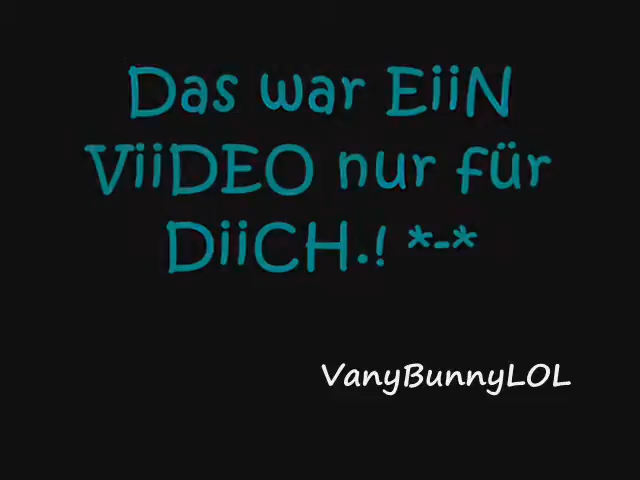 Das war EiiN
ViiDEO nur für
DiiCH.! *-*
VanyBunnyLOL